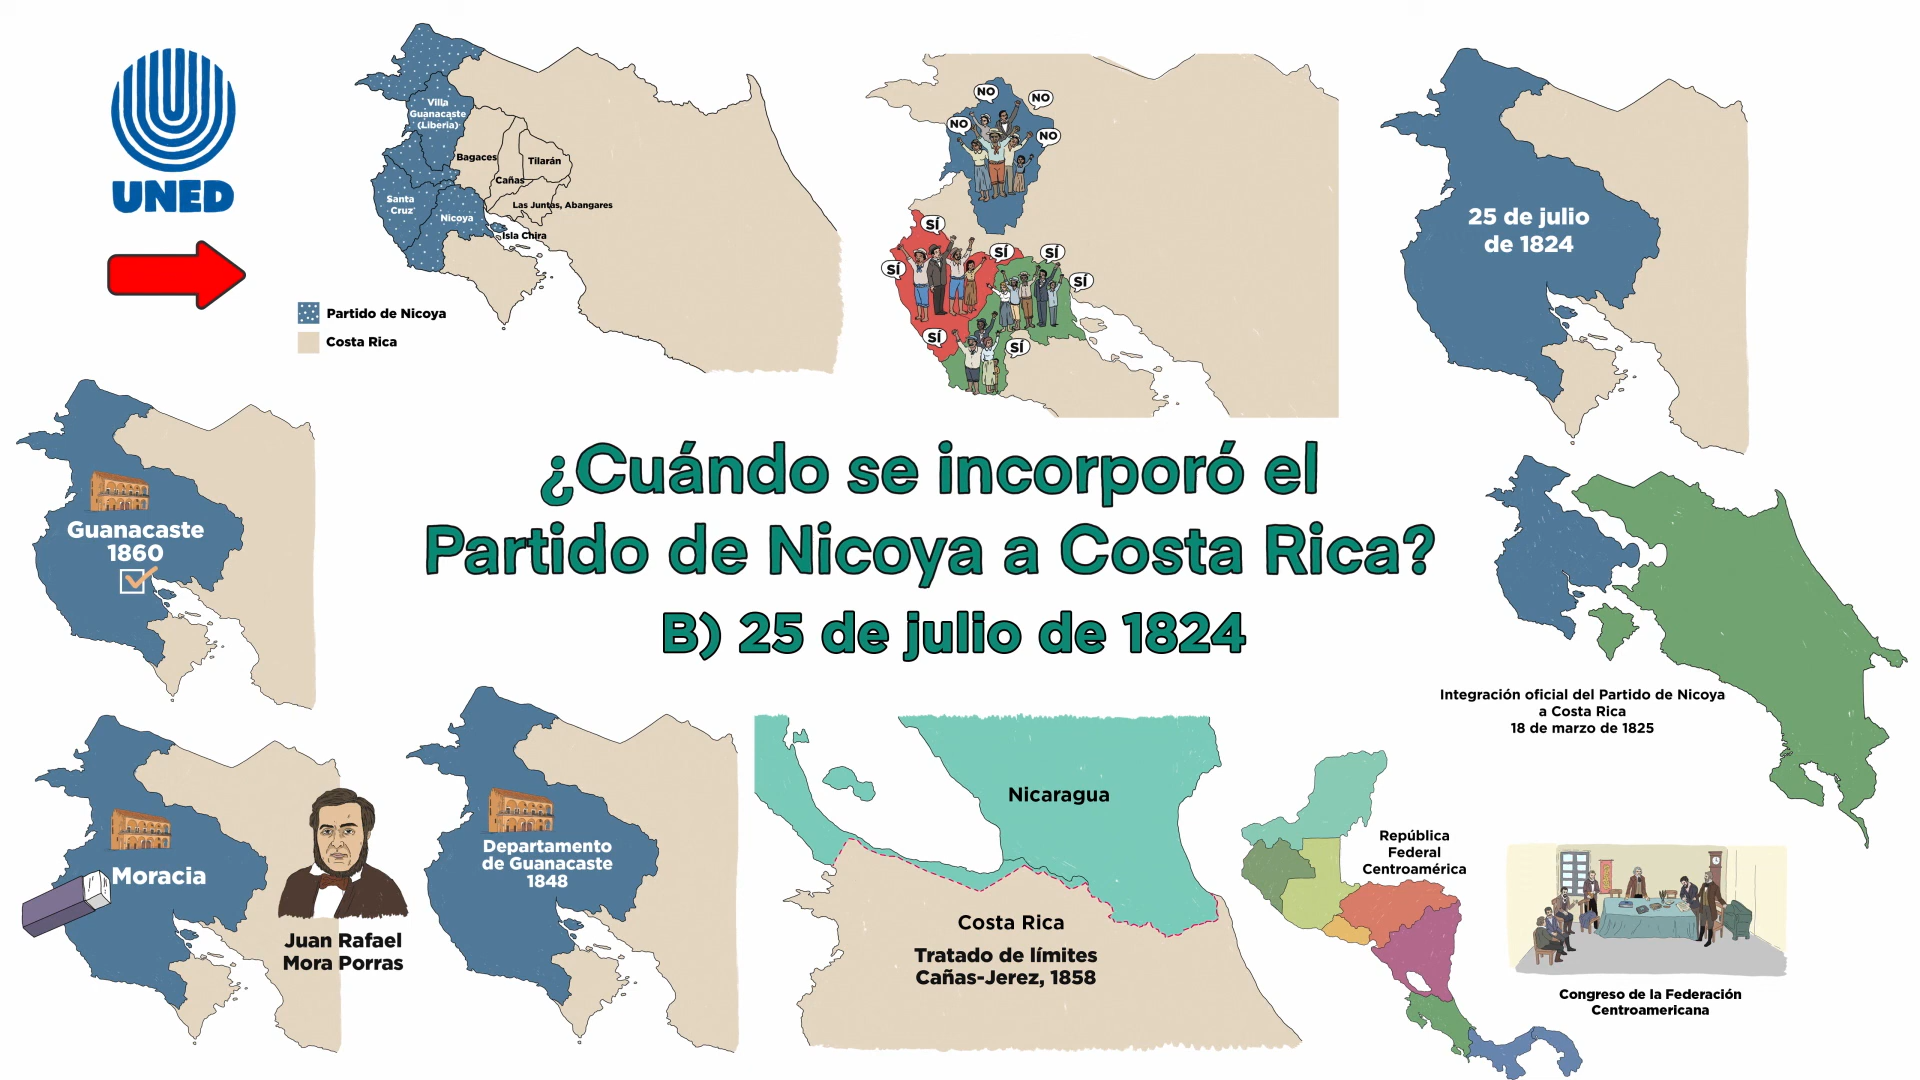 UNED
Villa
Guanacaste
(Liberia)
Bagaces
Tilarán
Cañas
Santa
Cruz
Nicoya
Las Juntas, Abangares
Isla Chira
Partido de Nicoya
Costa Rica
NO
NO
NO
NO
SÍ
SÍ
SÍ
SÍ
SÍ
SÍ
SÍ
25 de julio
de 1824
Guanacaste
1860
¿Cuándo se incorporó el
Partido de Nicoya a Costa Rica?
B) 25 de julio de 1824
Integración oficial del Partido de Nicoya
a Costa Rica
18 de marzo de 1825
Moracia
Juan Rafael
Mora Porras
Departamento
de Guanacaste
1848
Nicaragua
Costa Rica
Tratado de límites
Cañas-Jerez, 1858
República
Federal
Centroamérica
Congreso de la Federación
Centroamericana